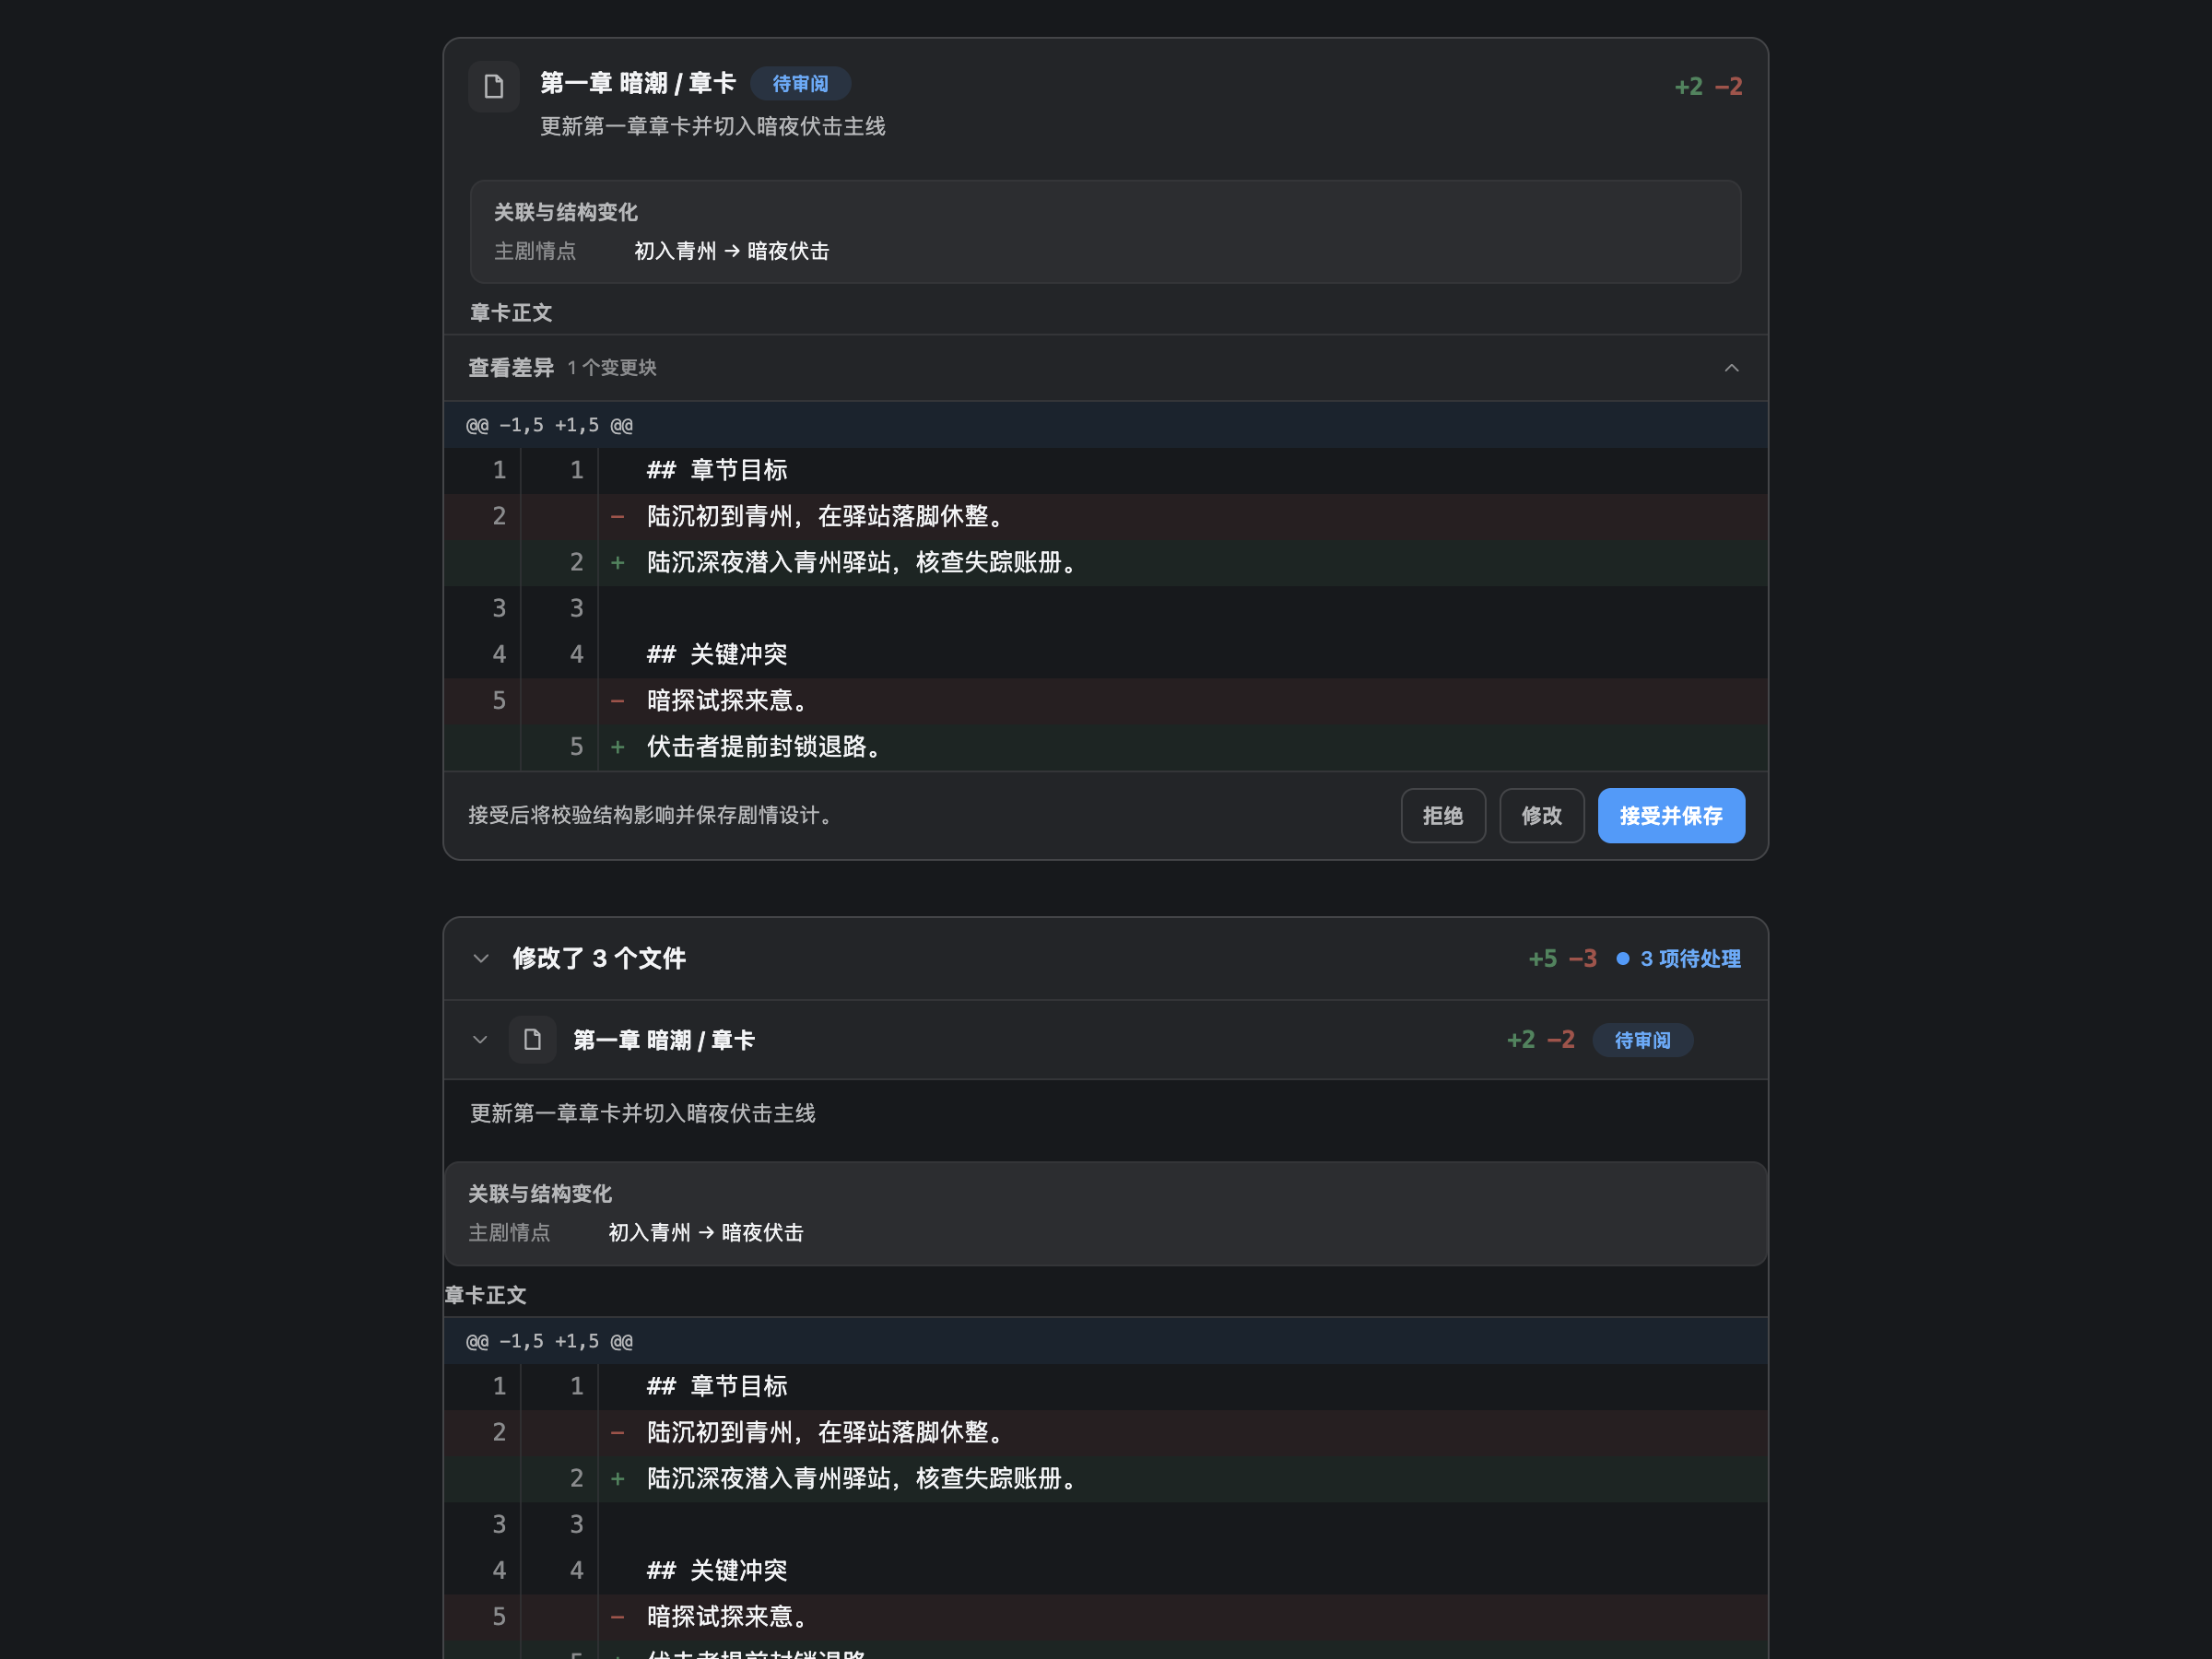 第一章 暗潮 / 章卡 待审阅 +2 −2
更新第一章章卡并切入暗夜伏击主线
关联与结构变化
主剧情点 初入青州 → 暗夜伏击
章卡正文
查看差异 1 个变更块
@@ −1,5 +1,5 @@
1 1 ## 章节目标
2 − 陆沉初到青州，在驿站落脚休整。
2 + 陆沉深夜潜入青州驿站，核查失踪账册。
3 3
4 4 ## 关键冲突
5 − 暗探试探来意。
5 + 伏击者提前封锁退路。
接受后将校验结构影响并保存剧情设计。 拒绝 修改 接受并保存
修改了 3 个文件 +5 −3 3 项待处理
第一章 暗潮 / 章卡 +2 −2 待审阅
更新第一章章卡并切入暗夜伏击主线
关联与结构变化
主剧情点 初入青州 → 暗夜伏击
章卡正文
@@ −1,5 +1,5 @@
1 1 ## 章节目标
2 − 陆沉初到青州，在驿站落脚休整。
2 + 陆沉深夜潜入青州驿站，核查失踪账册。
3 3
4 4 ## 关键冲突
5 − 暗探试探来意。